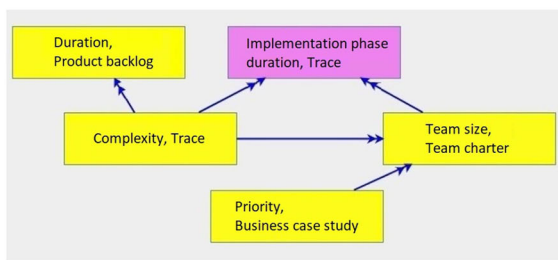 Duration,
Product backlog
Implementation phase
duration, Trace
Complexity, Trace
Team size,
Team charter
Priority,
Business case study